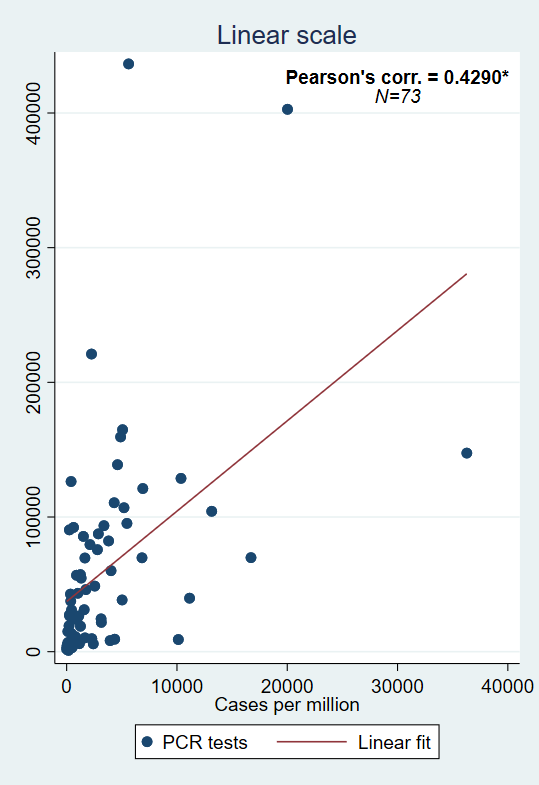 Linear scale
Pearson's corr. = 0.4290*
N=73
400000
300000
200000
100000
0
0 10000 20000 30000 40000
Cases per million
PCR tests Linear fit